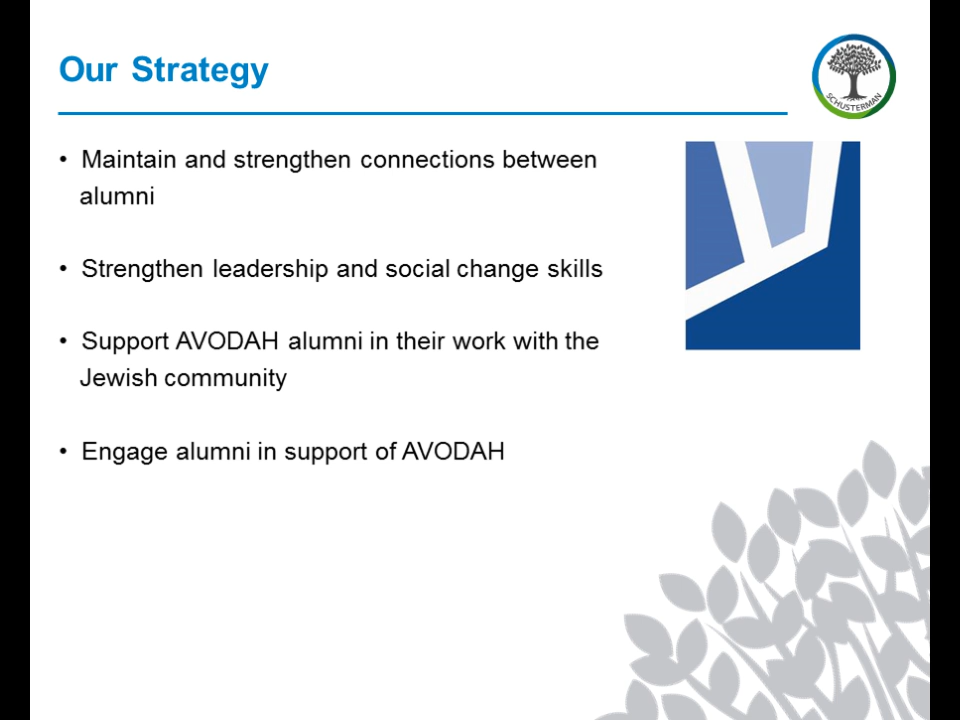 Our Strategy
SCHUSTERMAN
• Maintain and strengthen connections between
alumni
• Strengthen leadership and social change skills
• Support AVODAH alumni in their work with the
Jewish community
• Engage alumni in support of AVODAH